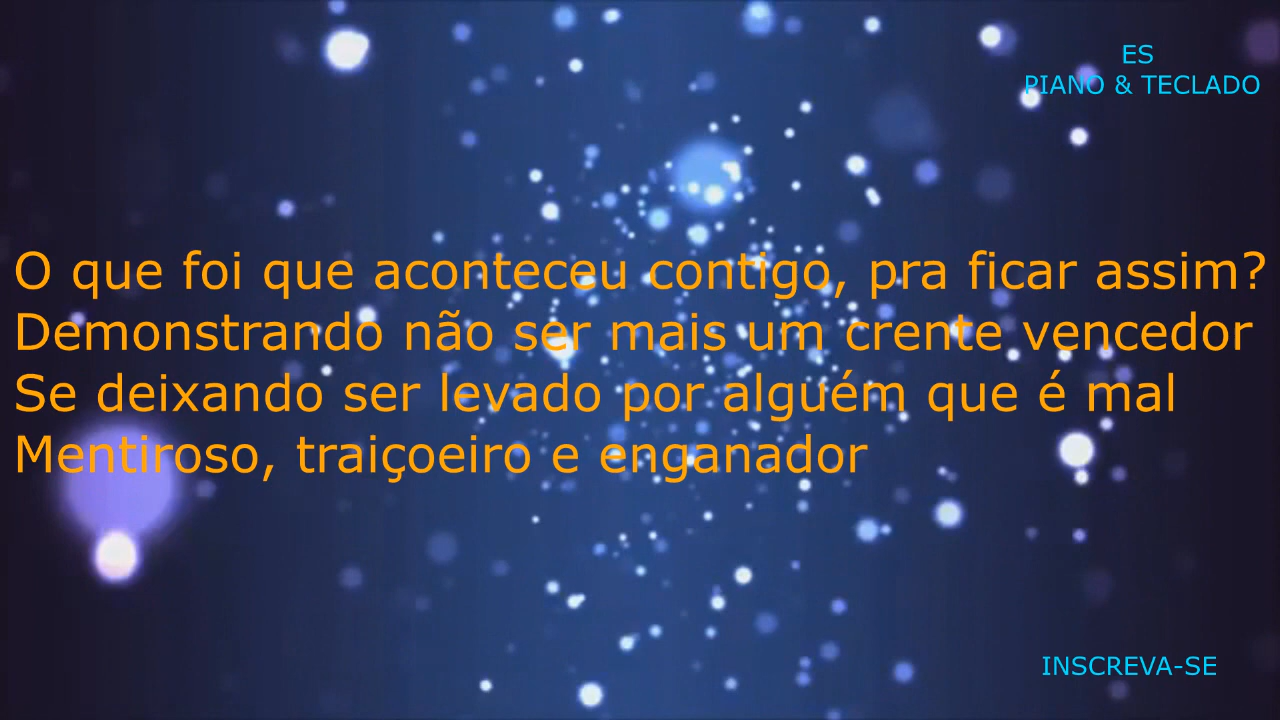 ES
PIANO & TECLADO
O que foi que aconteceu contigo, pra ficar assim?
Demonstrando não ser mais um crente vencedor
Se deixando ser levado por alguém que é mal
Mentiroso, traiçoeiro e enganador
INSCREVA-SE